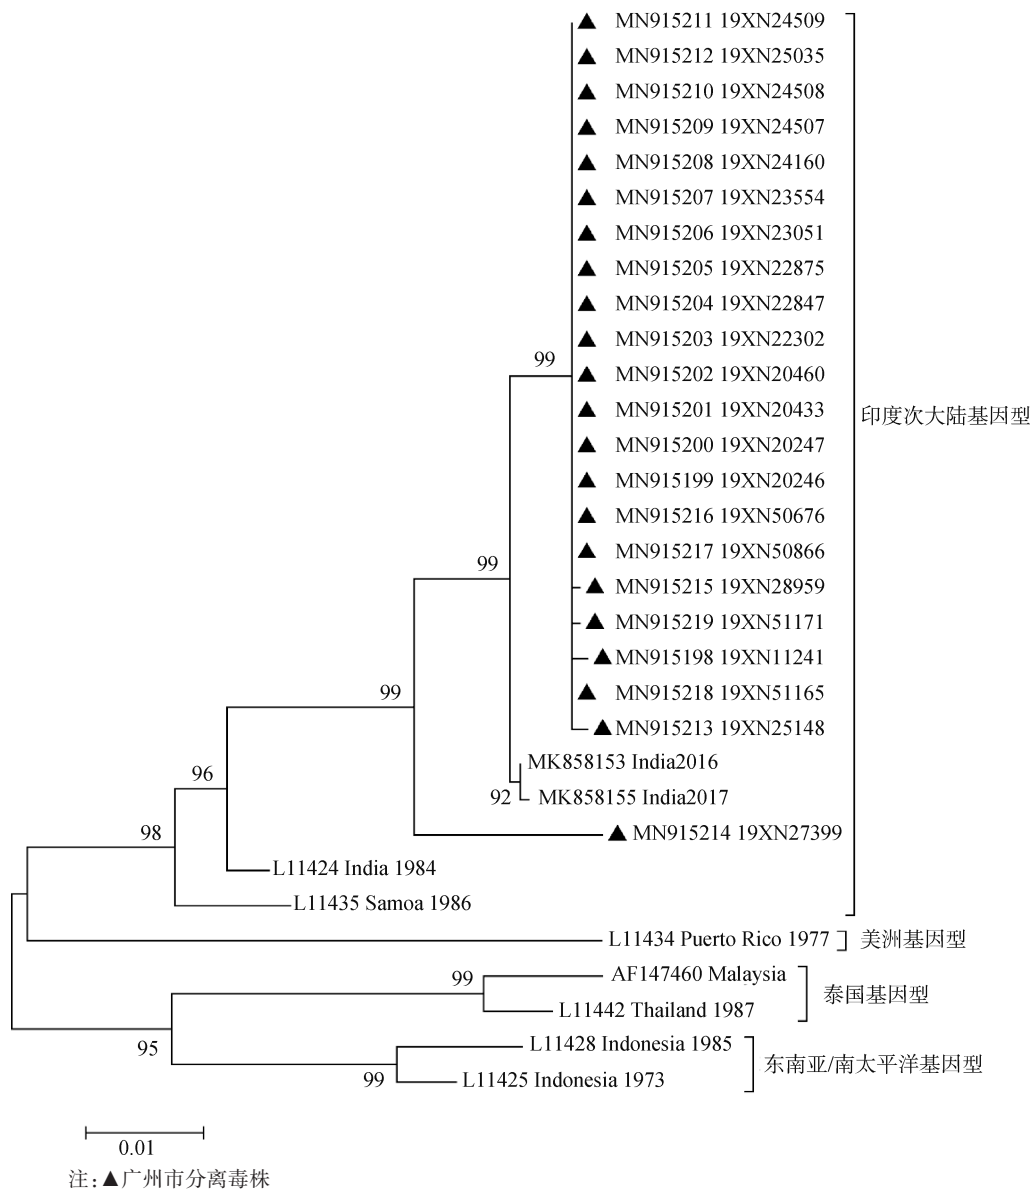 MN915211 19XN24509
MN915212 19XN25035
MN915210 19XN24508
MN915209 19XN24507
MN915208 19XN24160
MN915207 19XN23554
MN915206 19XN23051
MN915205 19XN22875
MN915204 19XN22847
MN915203 19XN22302
99
MN915202 19XN20460
MN915201 19XN20433
印度次大陆基因型
MN915200 19XN20247
MN915199 19XN20246
MN915216 19XN50676
MN915217 19XN50866
99
MN915215 19XN28959
MN915219 19XN51171
MN915198 19XN11241
MN915218 19XN51165
99
MN915213 19XN25148
MK858153 India2016
96
MK858155 India2017
92
MN915214 19XN27399
98
L11424 India 1984
L11435 Samoa 1986
L11434 Puerto Rico 1977
美洲基因型
AF147460 Malaysia
99
泰国基因型
L11442 Thailand 1987
L11428 Indonesia 1985
95
东南亚/南太平洋基因型
L11425 Indonesia 1973
99
0.01
注:▲广州市分离毒株